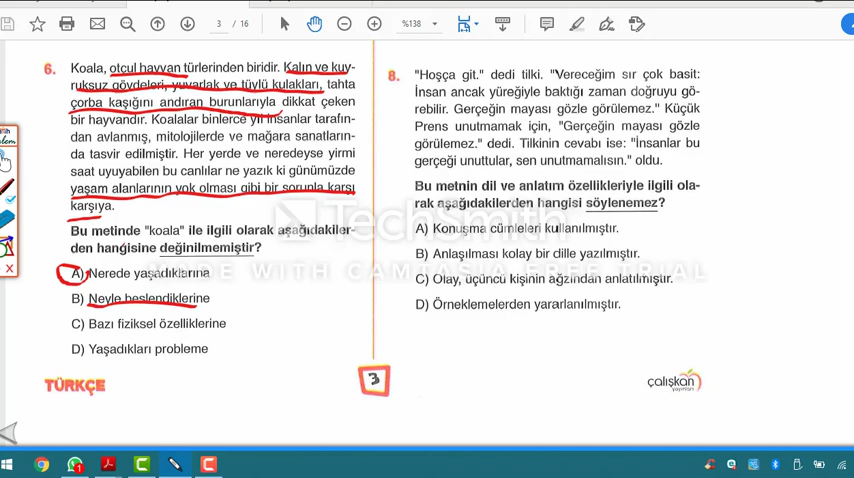 3 / 16
%138
6. Koala, otçul hayvan türlerinden biridir. Kalın ve kuy-
ruksuz gövdeleri, yuvarlak ve tüylü kulakları, tahta
çorba kaşığını andıran burunlarıyla dikkat çeken
bir hayvandır. Koalalar binlerce yıl insanlar tarafın-
dan avlanmış, mitolojilerde ve mağara sanatların-
da tasvir edilmiştir. Her yerde ve neredeyse yirmi
saat uyuyabilen bu canlılar ne yazık ki günümüzde
yaşam alanlarının yok olması gibi bir sorunla karşı
karşıya.
Bu metinde "koala" ile ilgili olarak aşağıdakiler-
den hangisine değinilmemiştir?
A) Nerede yaşadıklarına
B) Neyle beslendiklerine
C) Bazı fiziksel özelliklerine
D) Yaşadıkları probleme
TÜRKÇE
3
8. "Hoşça git." dedi tilki. "Vereceğim sır çok basit:
İnsan ancak yüreğiyle baktığı zaman doğruyu gö-
rebilir. Gerçeğin mayası gözle görülemez." Küçük
Prens unutmamak için, "Gerçeğin mayası gözle
görülemez." dedi. Tilkinin cevabı ise: "İnsanlar bu
gerçeği unuttular, sen unutmamalısın." oldu.
Bu metnin dil ve anlatım özellikleriyle ilgili ola-
rak aşağıdakilerden hangisi söylenemez?
A) Konuşma cümleleri kullanılmıştır.
B) Anlaşılması kolay bir dille yazılmıştır.
C) Olay, üçüncü kişinin ağzından anlatılmıştır.
D) Örneklemelerden yararlanılmıştır.
çalışkan
yayınları
TechSmith
MADE WITH CAMTASIA FREE TRIAL